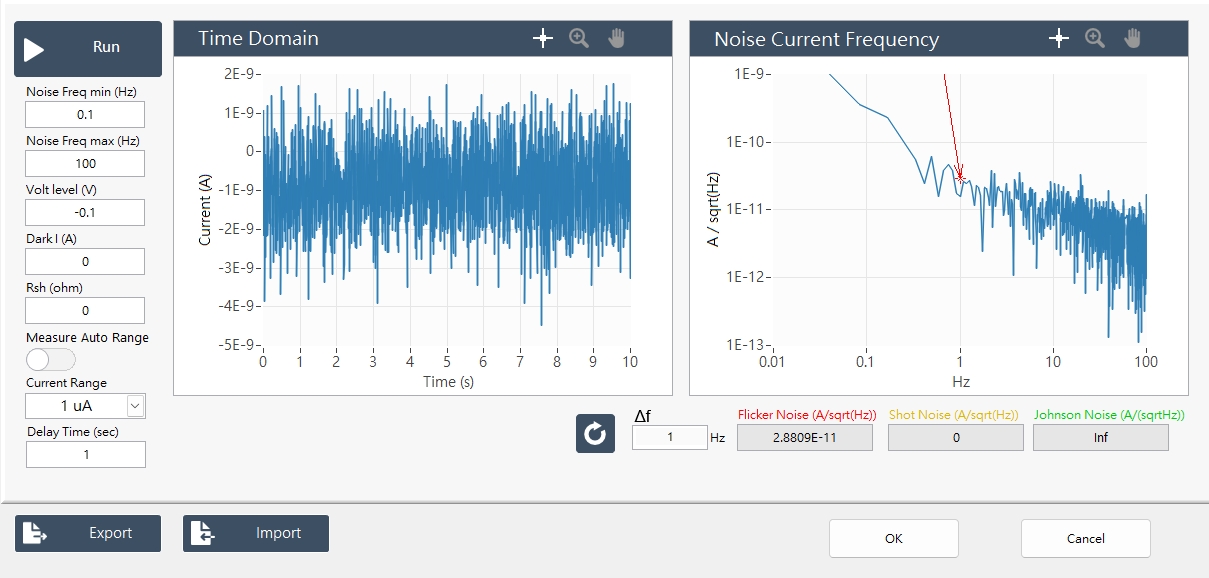 Run
Noise Freq min (Hz)
0.1
Noise Freq max (Hz)
100
Volt level (V)
-0.1
Dark I (A)
0
Rsh (ohm)
0
Measure Auto Range
Current Range
1 uA
Delay Time (sec)
1
Time Domain
2E-9
1E-9
0
-1E-9
-2E-9
-3E-9
-4E-9
-5E-9
Current (A)
0 1 2 3 4 5 6 7 8 9 10
Time (s)
Noise Current Frequency
1E-9
1E-10
1E-11
1E-12
1E-13
A / sqrt(Hz)
0.01 0.1 1 10 100
Hz
Δf
1 Hz
Flicker Noise (A/sqrt(Hz))
2.8809E-11
Shot Noise (A/sqrt(Hz))
0
Johnson Noise (A/(sqrtHz))
Inf
Export
Import
OK
Cancel